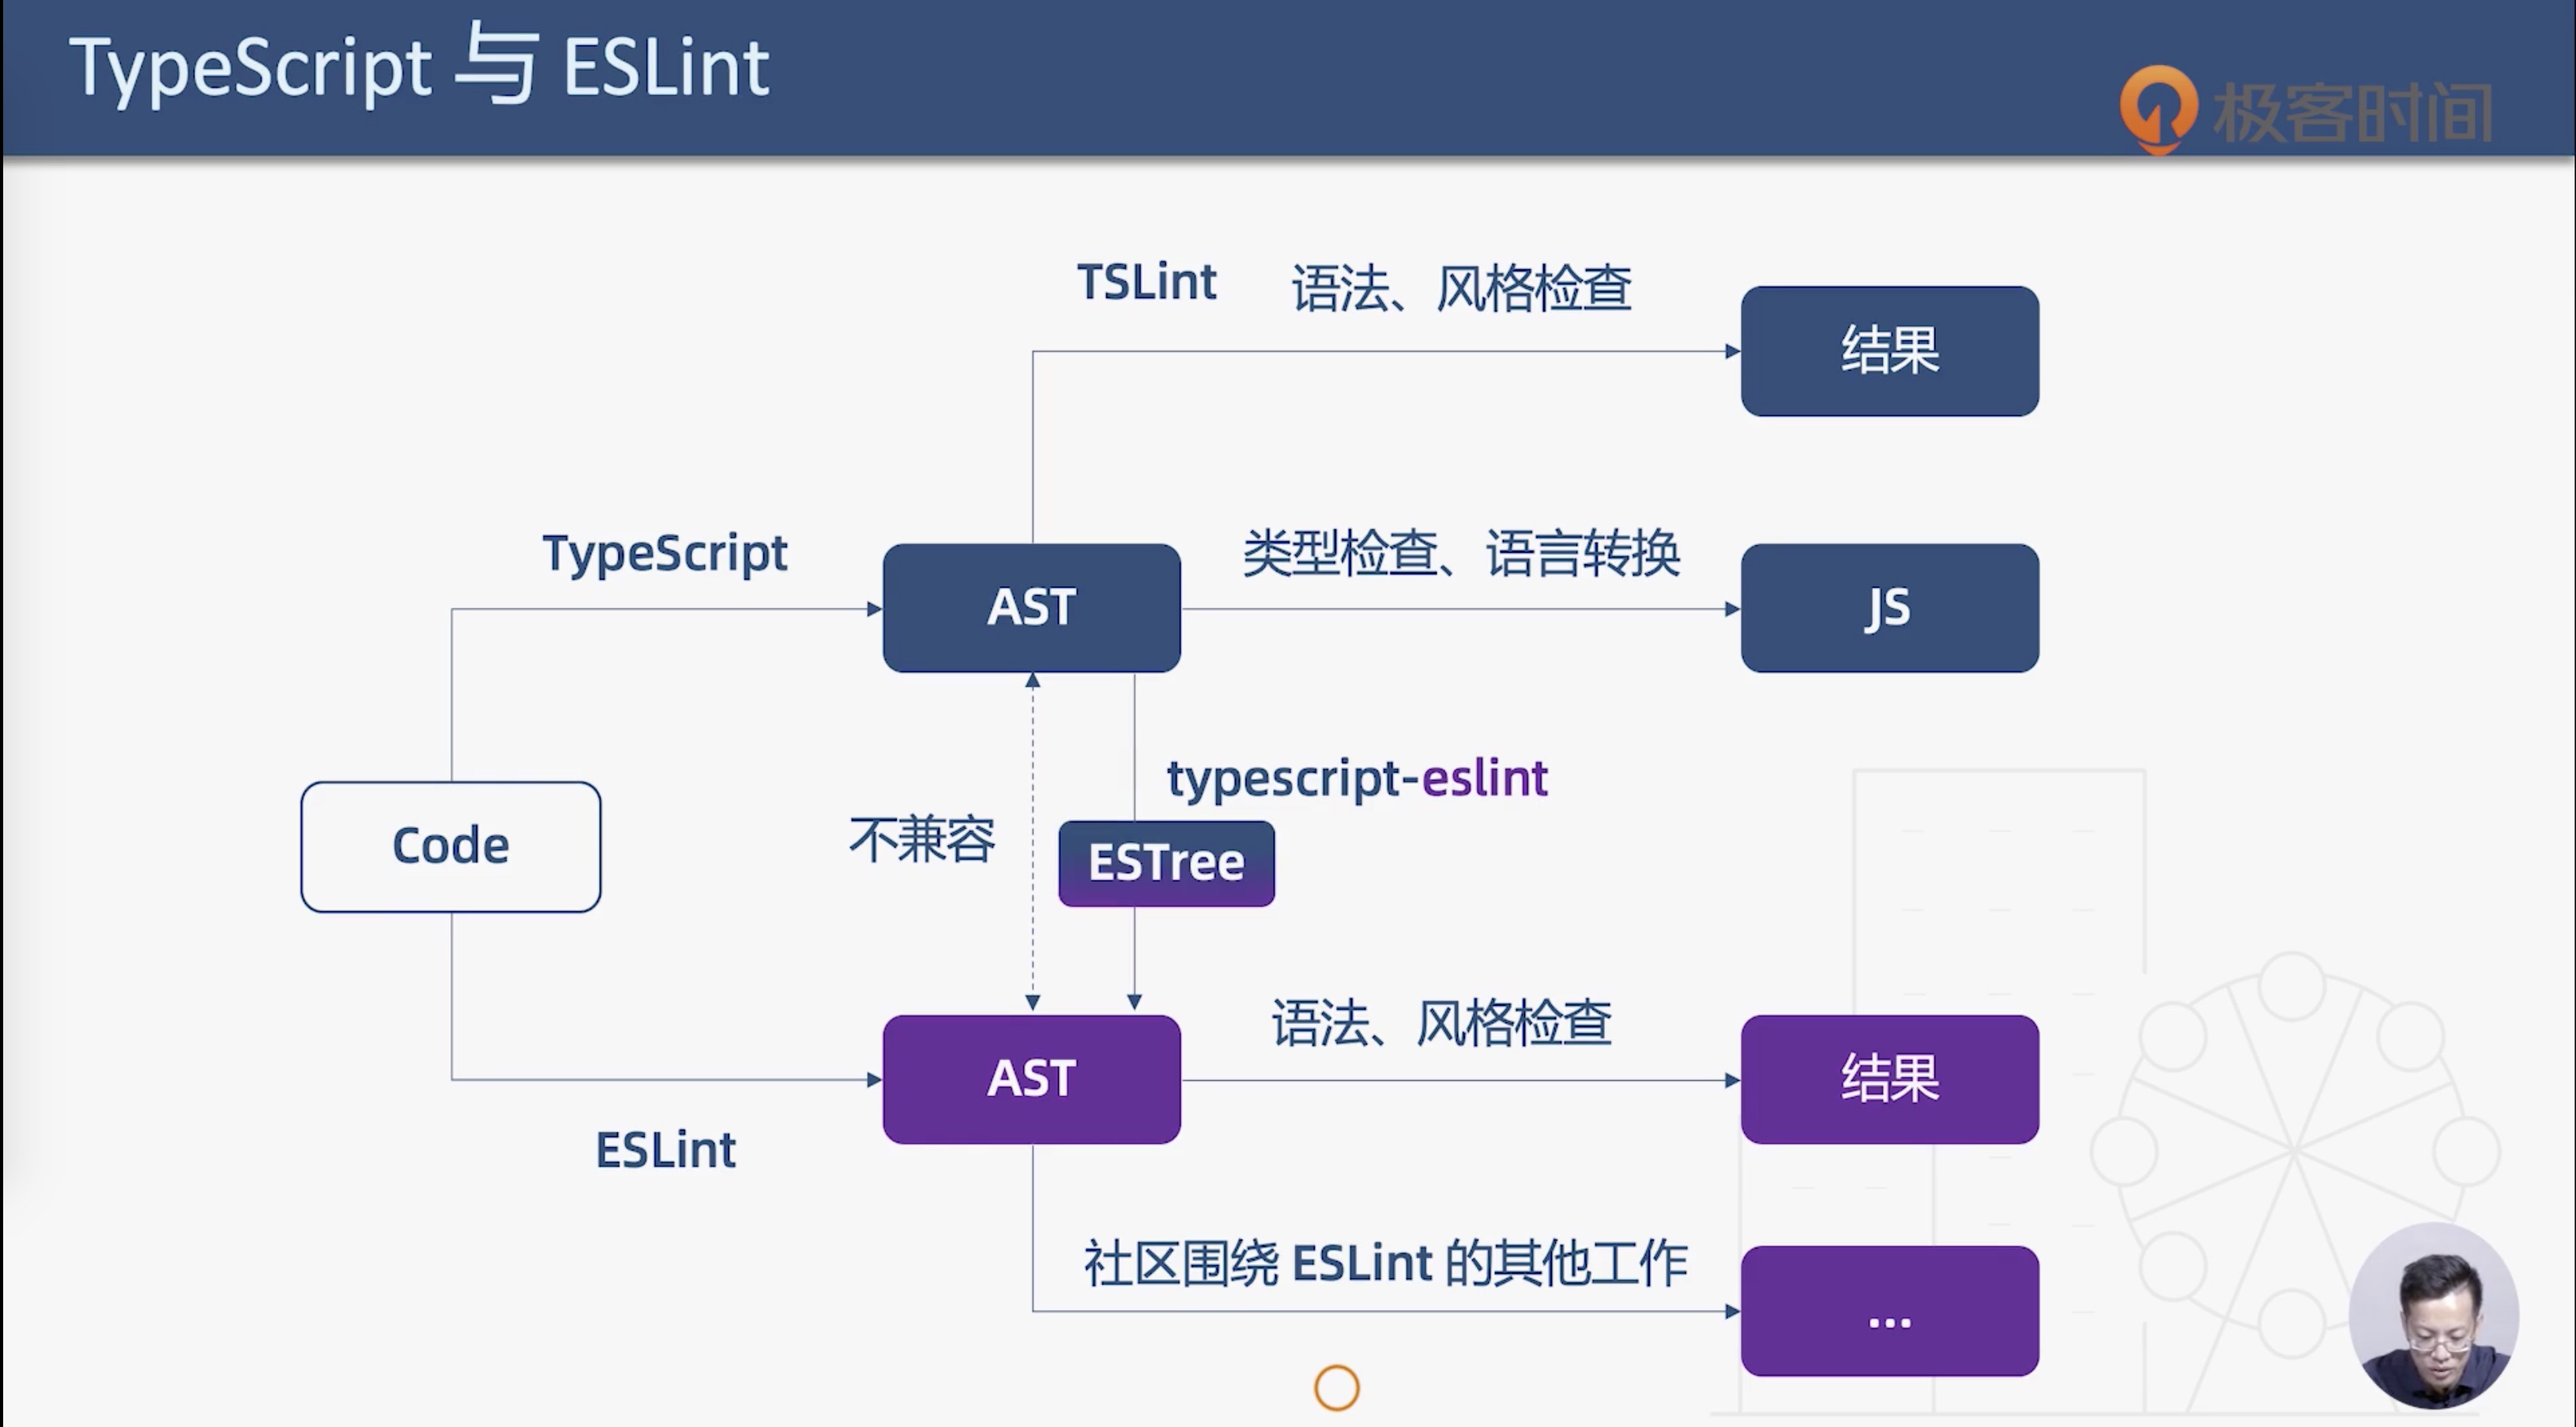 TypeScript 与 ESLint
极客时间
TSLint 语法、风格检查
结果
TypeScript
AST
类型检查、语言转换
JS
typescript-eslint
不兼容
ESTree
Code
语法、风格检查
AST
结果
ESLint
社区围绕 ESLint 的其他工作
...